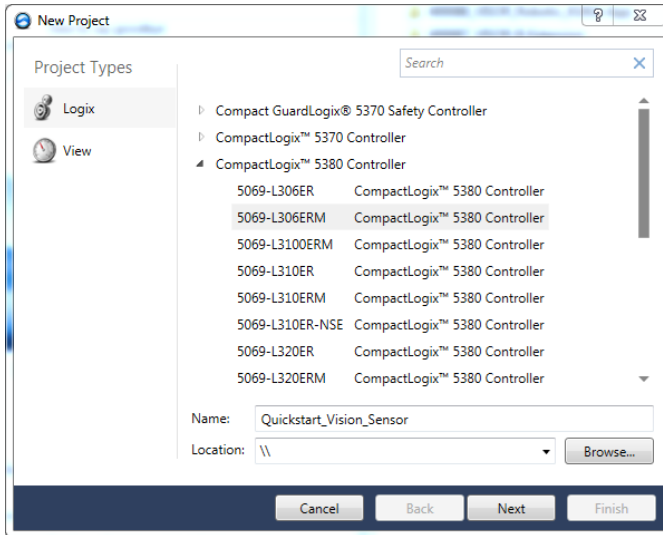 New Project
Project Types
Search
Logix
View
Compact GuardLogix® 5370 Safety Controller
CompactLogix™ 5370 Controller
CompactLogix™ 5380 Controller
5069-L306ER CompactLogix™ 5380 Controller
5069-L306ERM CompactLogix™ 5380 Controller
5069-L3100ERM CompactLogix™ 5380 Controller
5069-L310ER CompactLogix™ 5380 Controller
5069-L310ERM CompactLogix™ 5380 Controller
5069-L310ER-NSE CompactLogix™ 5380 Controller
5069-L320ER CompactLogix™ 5380 Controller
5069-L320ERM CompactLogix™ 5380 Controller
Name: Quickstart_Vision_Sensor
Location: \\
Browse...
Cancel Back Next Finish